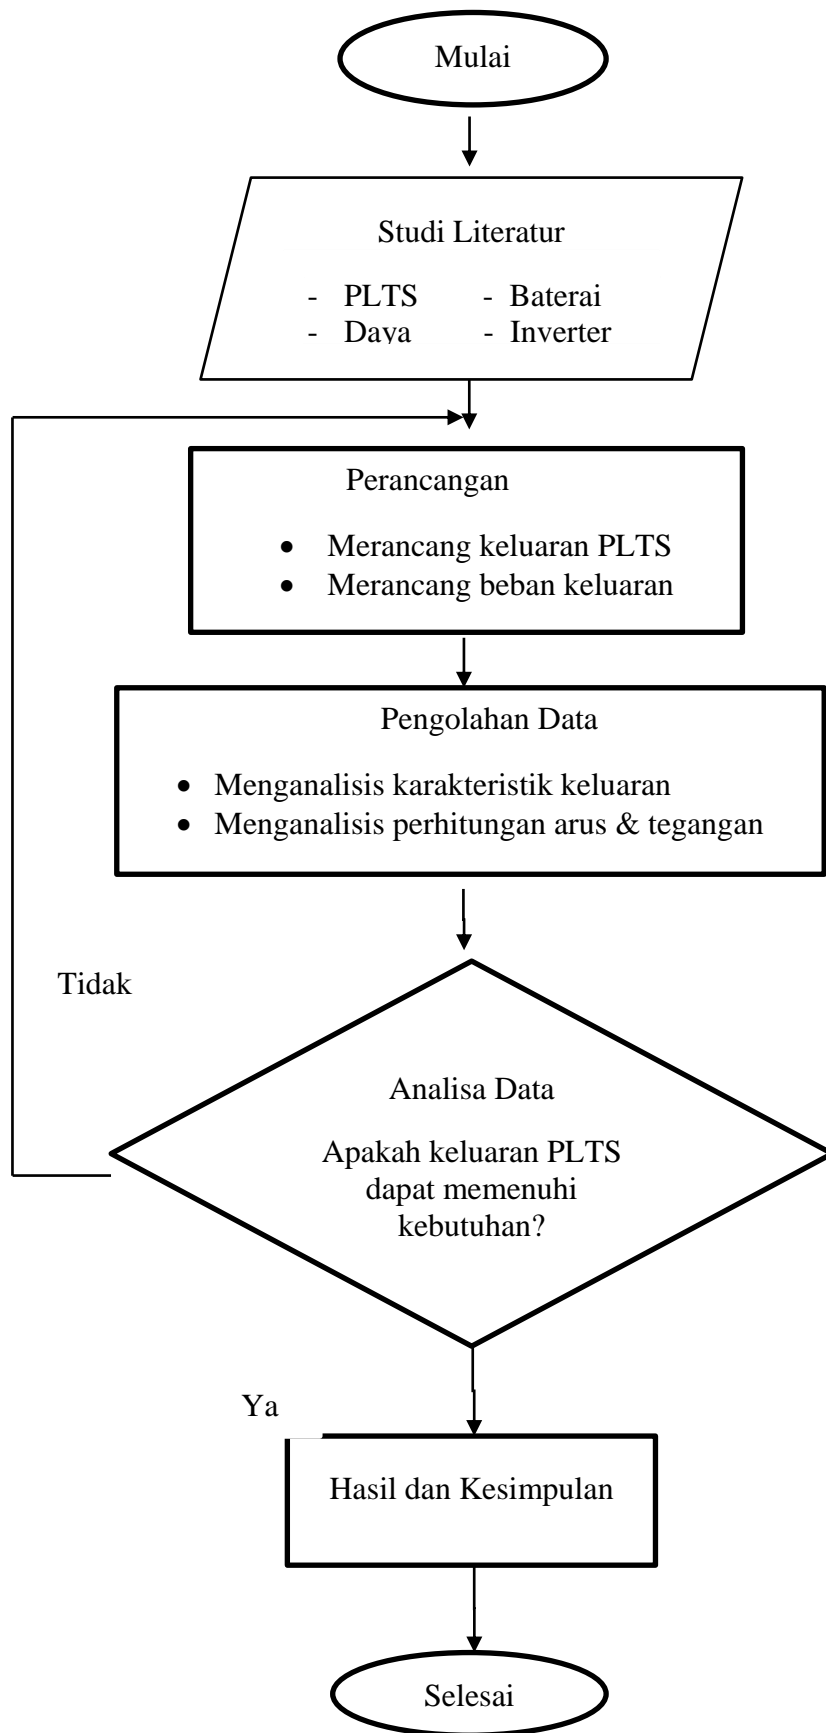 Mulai
Studi Literatur
- PLTS - Baterai
- Daya - Inverter
Perancangan
• Merancang keluaran PLTS
• Merancang beban keluaran
Pengolahan Data
• Menganalisis karakteristik keluaran
• Menganalisis perhitungan arus & tegangan
Tidak
Analisa Data
Apakah keluaran PLTS
dapat memenuhi
kebutuhan?
Ya
Hasil dan Kesimpulan
Selesai